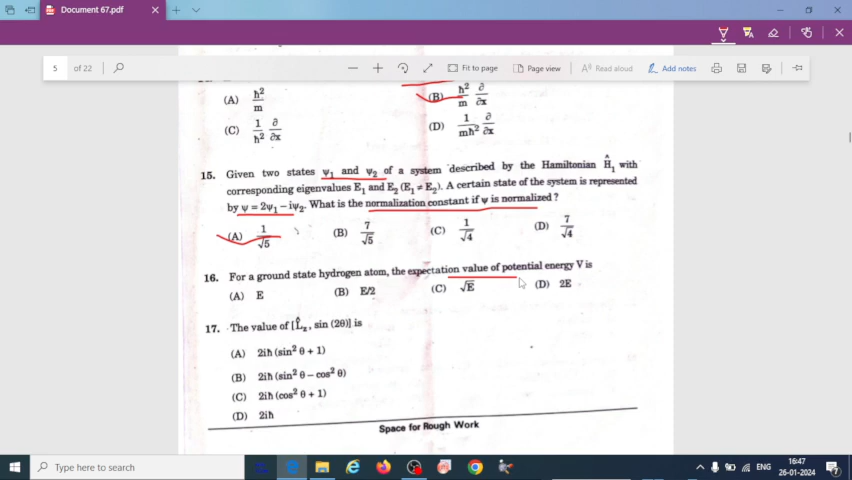 Document 67.pdf
5 of 22
Fit to page
Page view
Read aloud
Add notes
(A) ħ²/m
(B) ħ²/m ∂/∂x
(C) 1/ħ² ∂/∂x
(D) 1/mħ² ∂/∂x
15. Given two states ψ₁ and ψ₂ of a system described by the Hamiltonian Ĥ₁ with
corresponding eigenvalues E₁ and E₂ (E₁ ≠ E₂). A certain state of the system is represented
by ψ = 2ψ₁ – iψ₂. What is the normalization constant if ψ is normalized ?
(A) 1/√5 (B) 7/√5 (C) 1/√4 (D) 7/√4
16. For a ground state hydrogen atom, the expectation value of potential energy V is
(A) E (B) E/2 (C) √E (D) 2E
17. The value of [L̂z, sin (2θ)] is
(A) 2iħ (sin² θ + 1)
(B) 2iħ (sin² θ – cos² θ)
(C) 2iħ (cos² θ + 1)
(D) 2iħ
Space for Rough Work
Type here to search
ENG
16:47
26-01-2024